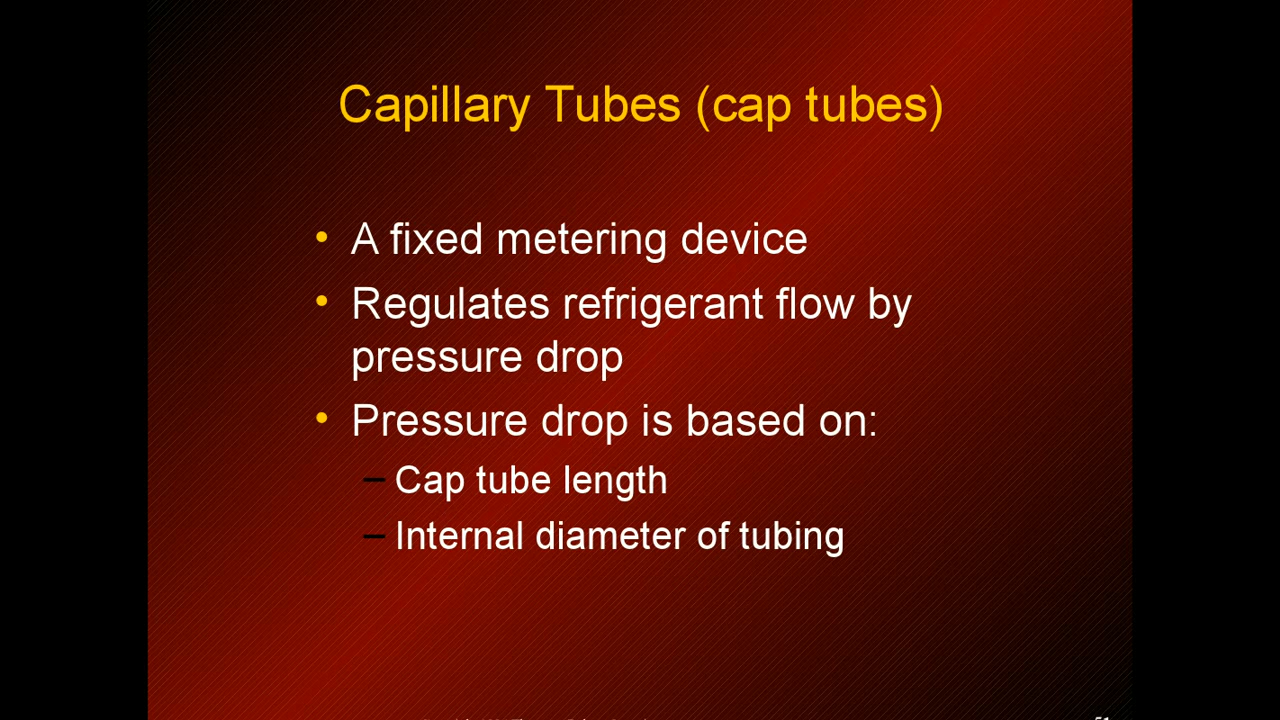 Capillary Tubes (cap tubes)
• A fixed metering device
• Regulates refrigerant flow by
pressure drop
• Pressure drop is based on:
– Cap tube length
– Internal diameter of tubing